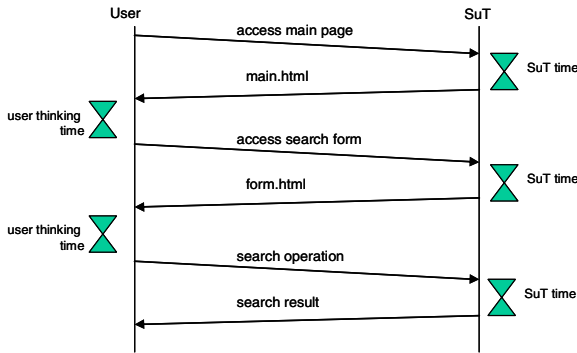 User
SuT
access main page
SuT time
main.html
user thinking
time
access search form
SuT time
form.html
user thinking
time
search operation
SuT time
search result